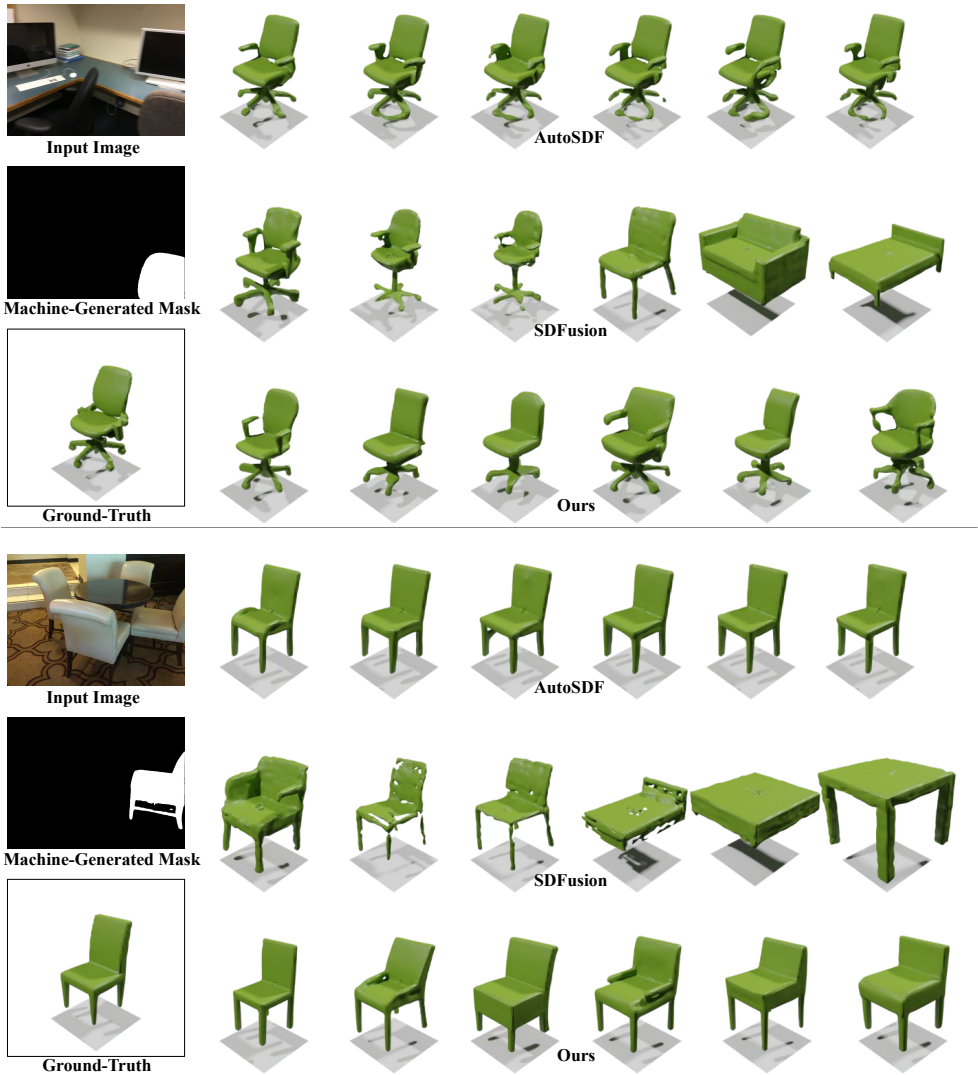 Input Image
AutoSDF
Machine-Generated Mask
SDFusion
Ground-Truth
Ours
Input Image
AutoSDF
Machine-Generated Mask
SDFusion
Ground-Truth
Ours